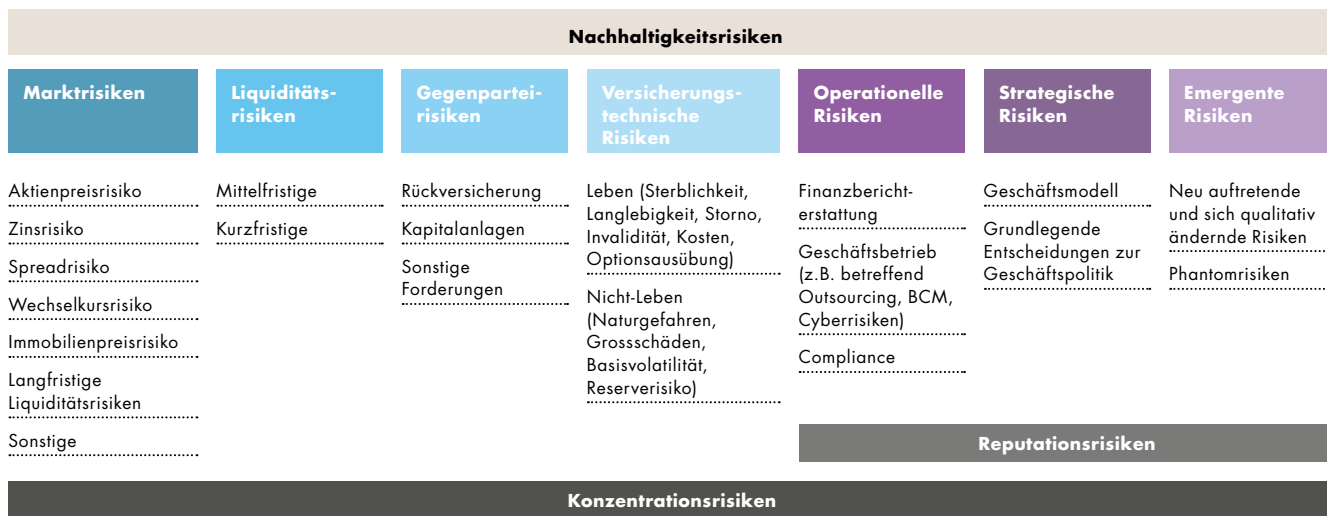 Nachhaltigkeitsrisiken
Marktrisiken
Liquiditäts-
risiken
Gegenpartei-
risiken
Versicherungs-
technische
Risiken
Operationelle
Risiken
Strategische
Risiken
Emergente
Risiken
Aktienpreisrisiko
Zinsrisiko
Spreadrisiko
Wechselkursrisiko
Immobilienpreisrisiko
Langfristige
Liquiditätsrisiken
Sonstige
Mittelfristige
Kurzfristige
Rückversicherung
Kapitalanlagen
Sonstige
Forderungen
Leben (Sterblichkeit,
Langlebigkeit, Storno,
Invalidität, Kosten,
Optionsausübung)
Nicht-Leben
(Naturgefahren,
Grossschäden,
Basisvolatilität,
Reserverisiko)
Finanzbericht-
erstattung
Geschäftsbetrieb
(z.B. betreffend
Outsourcing, BCM,
Cyberrisiken)
Compliance
Geschäftsmodell
Grundlegende
Entscheidungen zur
Geschäftspolitik
Neu auftretende
und sich qualitativ
ändernde Risiken
Phantomrisiken
Reputationsrisiken
Konzentrationsrisiken